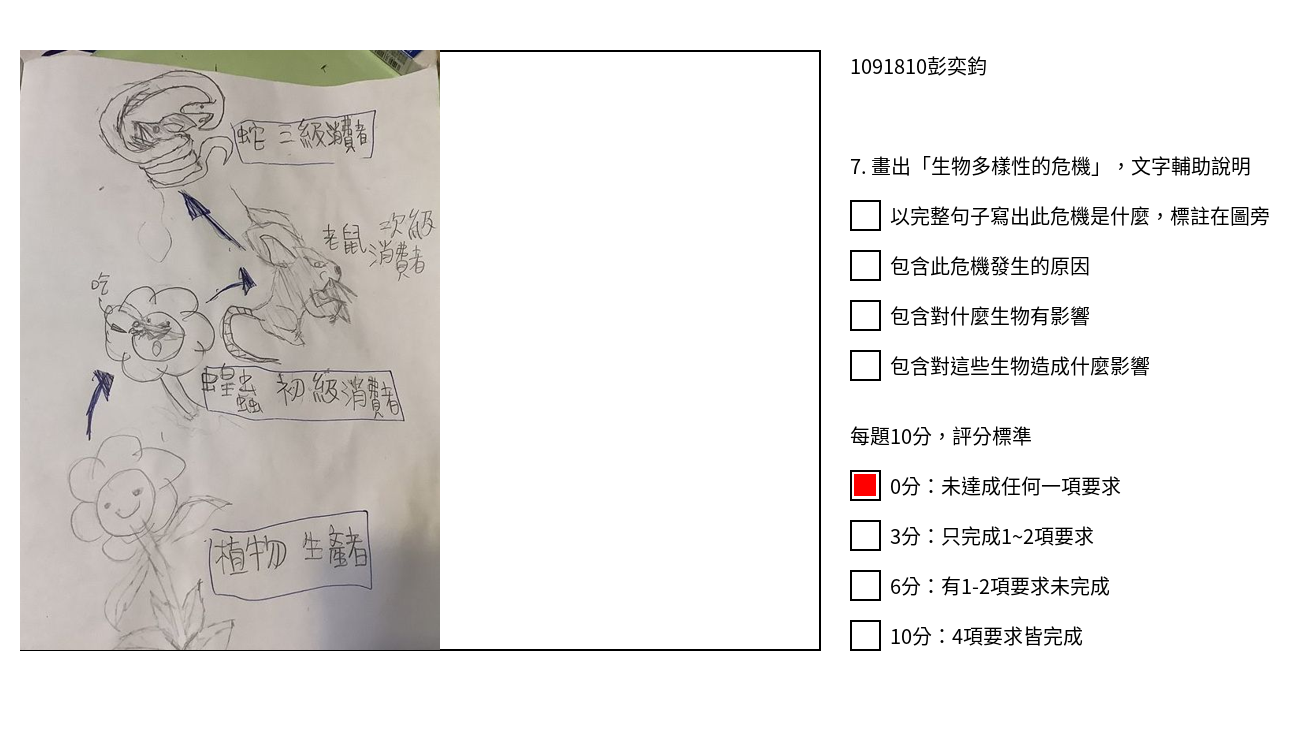 蛇 三級消費者
老鼠 次級
消費者
吃
蝗蟲 初級消費者
植物 生產者
1091810彭奕鈞
7. 畫出「生物多樣性的危機」，文字輔助說明
以完整句子寫出此危機是什麼，標註在圖旁
包含此危機發生的原因
包含對什麼生物有影響
包含對這些生物造成什麼影響
每題10分，評分標準
0分：未達成任何一項要求
3分：只完成1~2項要求
6分：有1-2項要求未完成
10分：4項要求皆完成